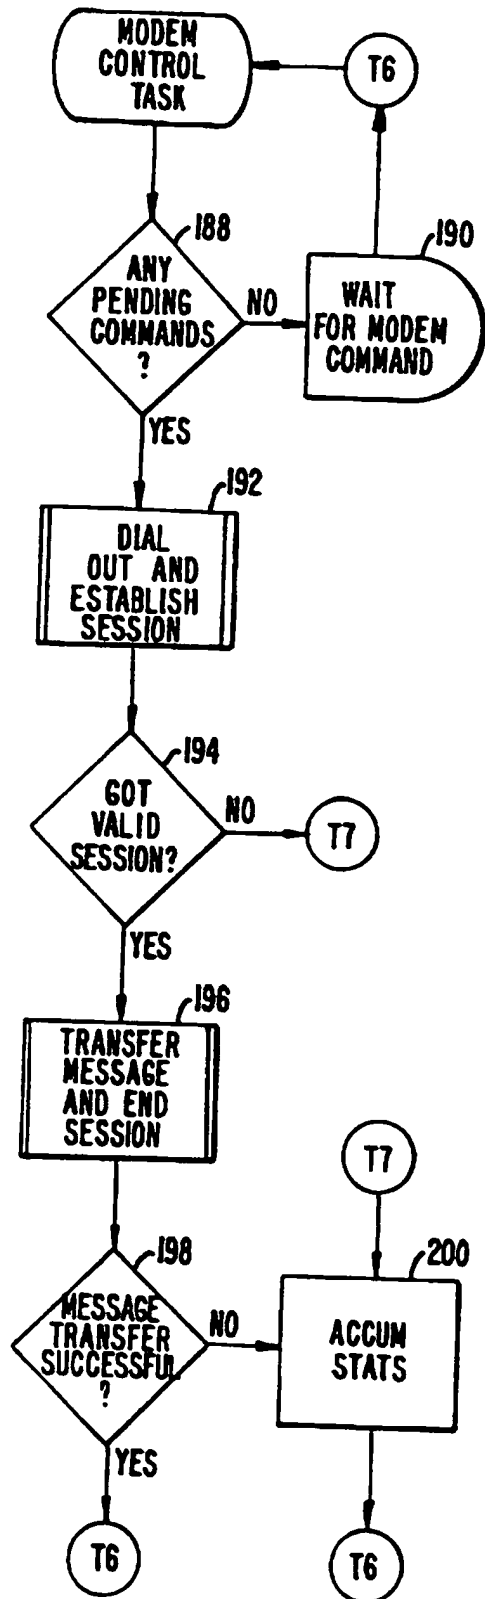 MODEM
CONTROL
TASK
T6
188
ANY
PENDING
COMMANDS
?
NO
190
WAIT
FOR MODEM
COMMAND
YES
192
DIAL
OUT AND
ESTABLISH
SESSION
194
GOT
VALID
SESSION?
NO
T7
YES
196
TRANSFER
MESSAGE
AND END
SESSION
T7
198
MESSAGE
TRANSFER
SUCCESSFUL
?
NO
200
ACCUM
STATS
YES
T6
T6